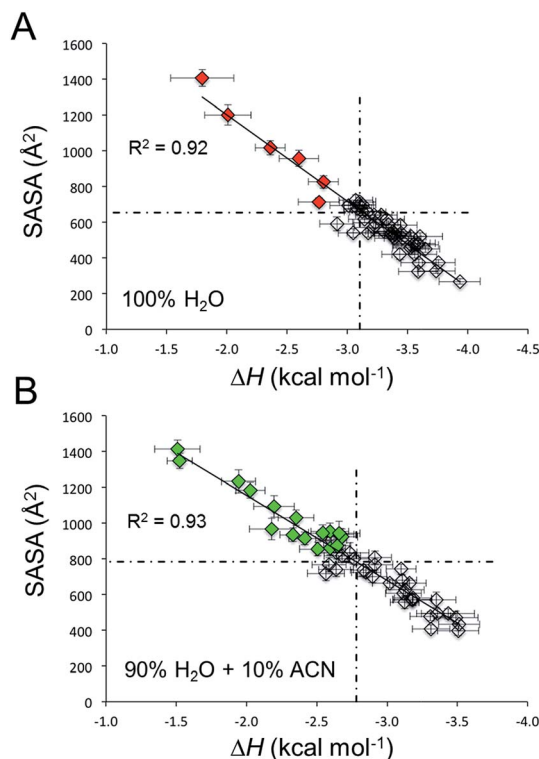 A
SASA (Å²)
1600
1400
1200
1000
800
600
400
200
0
R² = 0.92
100% H₂O
-1.0 -1.5 -2.0 -2.5 -3.0 -3.5 -4.0 -4.5
ΔH (kcal mol⁻¹)
B
SASA (Å²)
1600
1400
1200
1000
800
600
400
200
0
R² = 0.93
90% H₂O + 10% ACN
-1.0 -1.5 -2.0 -2.5 -3.0 -3.5 -4.0
ΔH (kcal mol⁻¹)